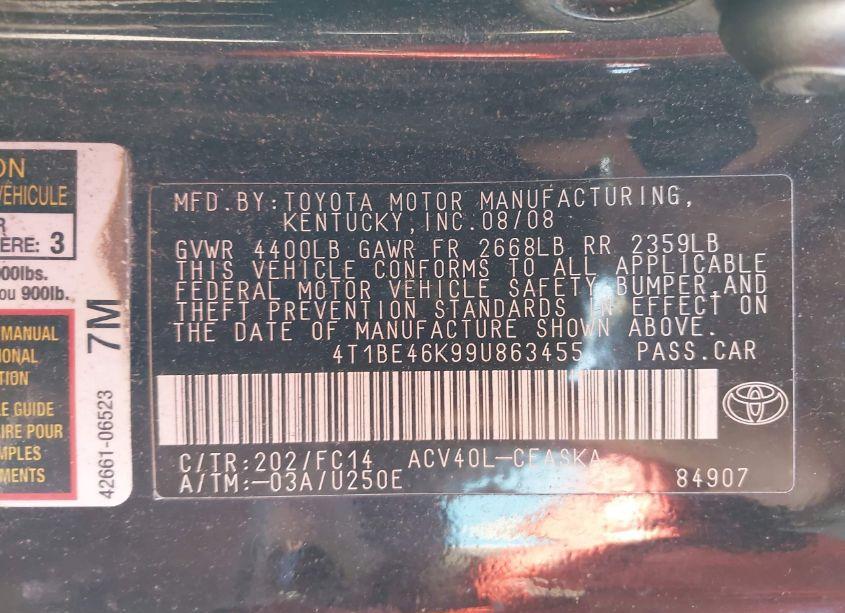 ON
VÉHICULE
R
ÈRE: 3
00lbs.
ou 900lb.
MANUAL
IONAL
TION
E GUIDE
IRE POUR
MPLES
EMENTS
7M
42661-06523
MFD.BY:TOYOTA MOTOR MANUFACTURING,
KENTUCKY,INC.08/08
GVWR 4400LB GAWR FR 2668LB RR 2359LB
THIS VEHICLE CONFORMS TO ALL APPLICABLE
FEDERAL MOTOR VEHICLE SAFETY,BUMPER,AND
THEFT PREVENTION STANDARDS IN EFFECT ON
THE DATE OF MANUFACTURE SHOWN ABOVE.
4T1BE46K99U863455 PASS.CAR
C/TR:202/FC14 ACV40L-CEASKA
A/TM:-03A/U250E 84907